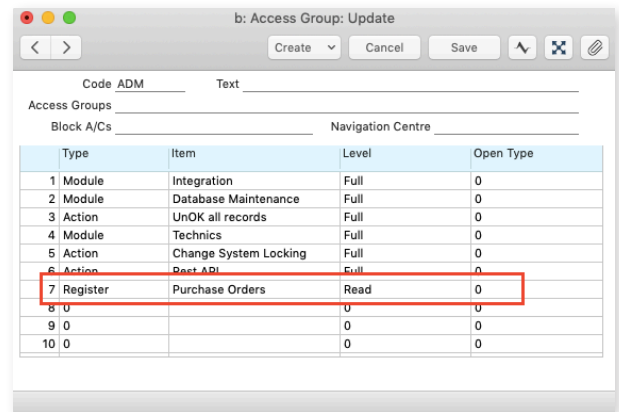 b: Access Group: Update
Create Cancel Save
Code ADM Text
Access Groups
Block A/Cs Navigation Centre
Type Item Level Open Type
1 Module Integration Full 0
2 Module Database Maintenance Full 0
3 Action UnOK all records Full 0
4 Module Technics Full 0
5 Action Change System Locking Full 0
6 Action Rest API Full 0
7 Register Purchase Orders Read 0
8 0 0 0
9 0 0 0
10 0 0 0